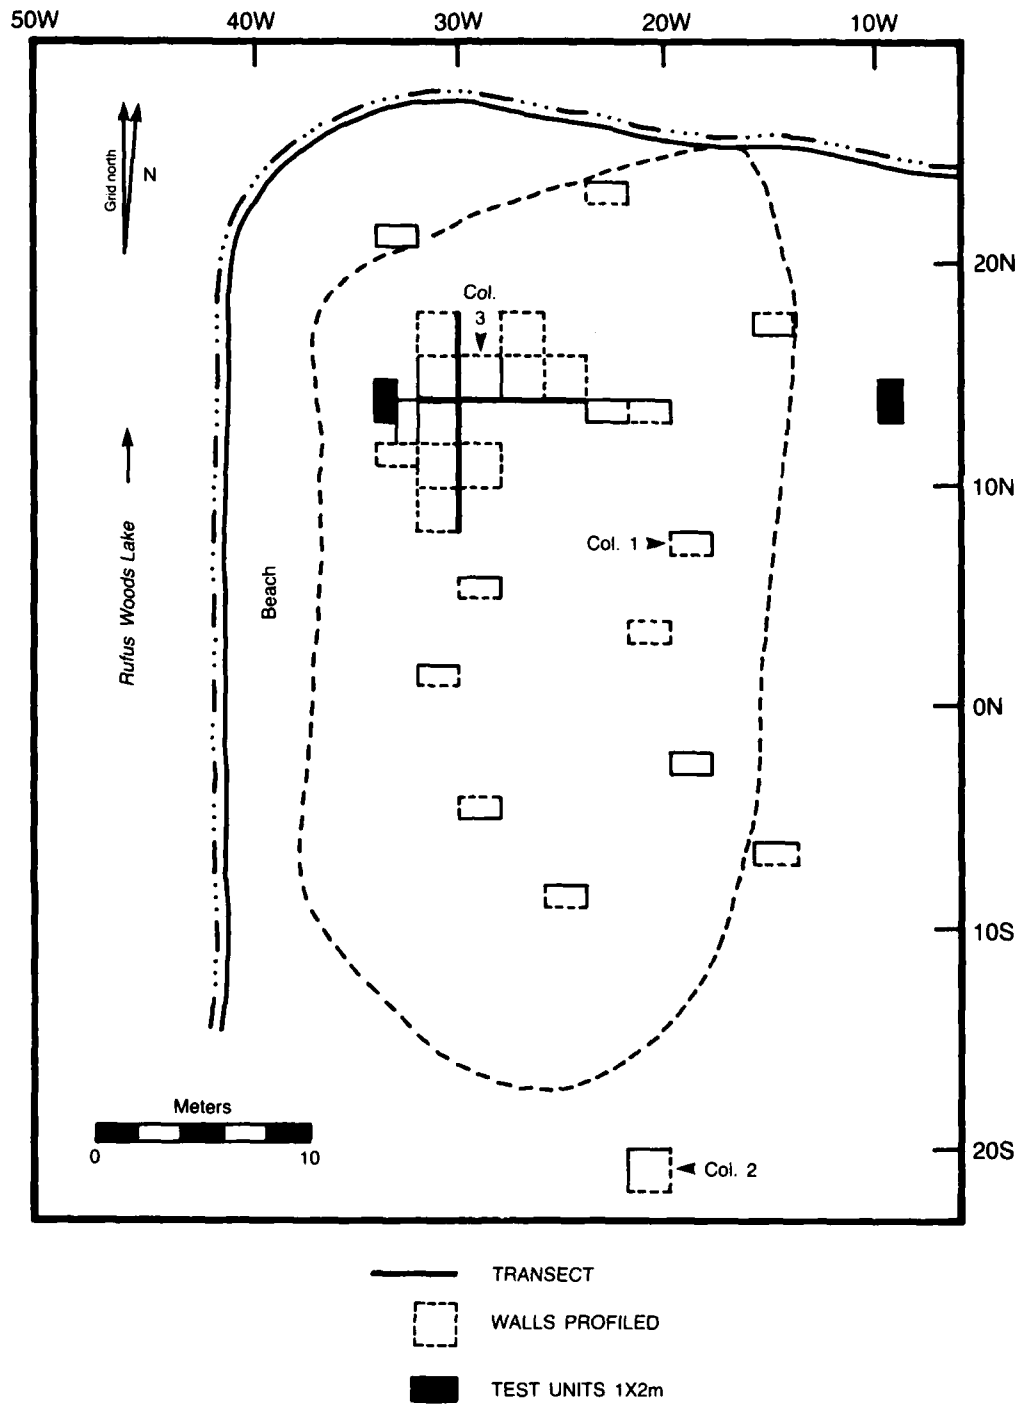 50W 40W 30W 20W 10W
Grid north
N
20N
Col.
3
10N
Col. 1
Rufus Woods Lake
Beach
0N
10S
Meters
0 10
20S
Col. 2
TRANSECT
WALLS PROFILED
TEST UNITS 1X2m